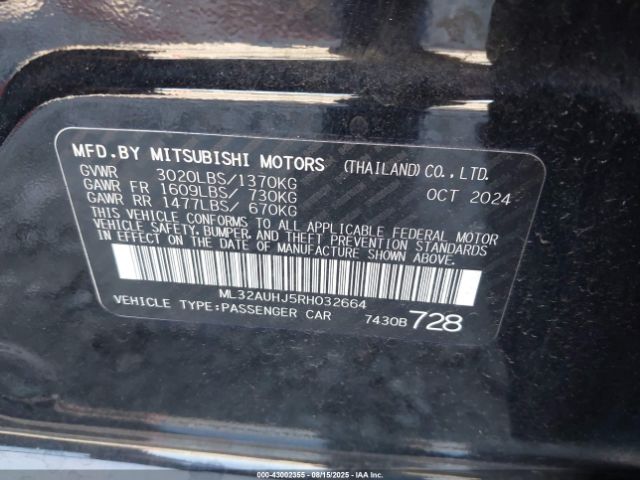 MFD.BY MITSUBISHI MOTORS (THAILAND)CO.,LTD.
GVWR 3020LBS/1370KG OCT 2024
GAWR FR 1609LBS/ 730KG
GAWR RR 1477LBS/ 670KG
THIS VEHICLE CONFORMS TO ALL APPLICABLE FEDERAL MOTOR
VEHICLE SAFETY, BUMPER, AND THEFT PREVENTION STANDARDS
IN EFFECT ON THE DATE OF MANUFACTURE SHOWN ABOVE.
ML32AUHJ5RH032664
VEHICLE TYPE:PASSENGER CAR 7430B 728
000-43002355 - 08/15/2025 - IAA Inc.